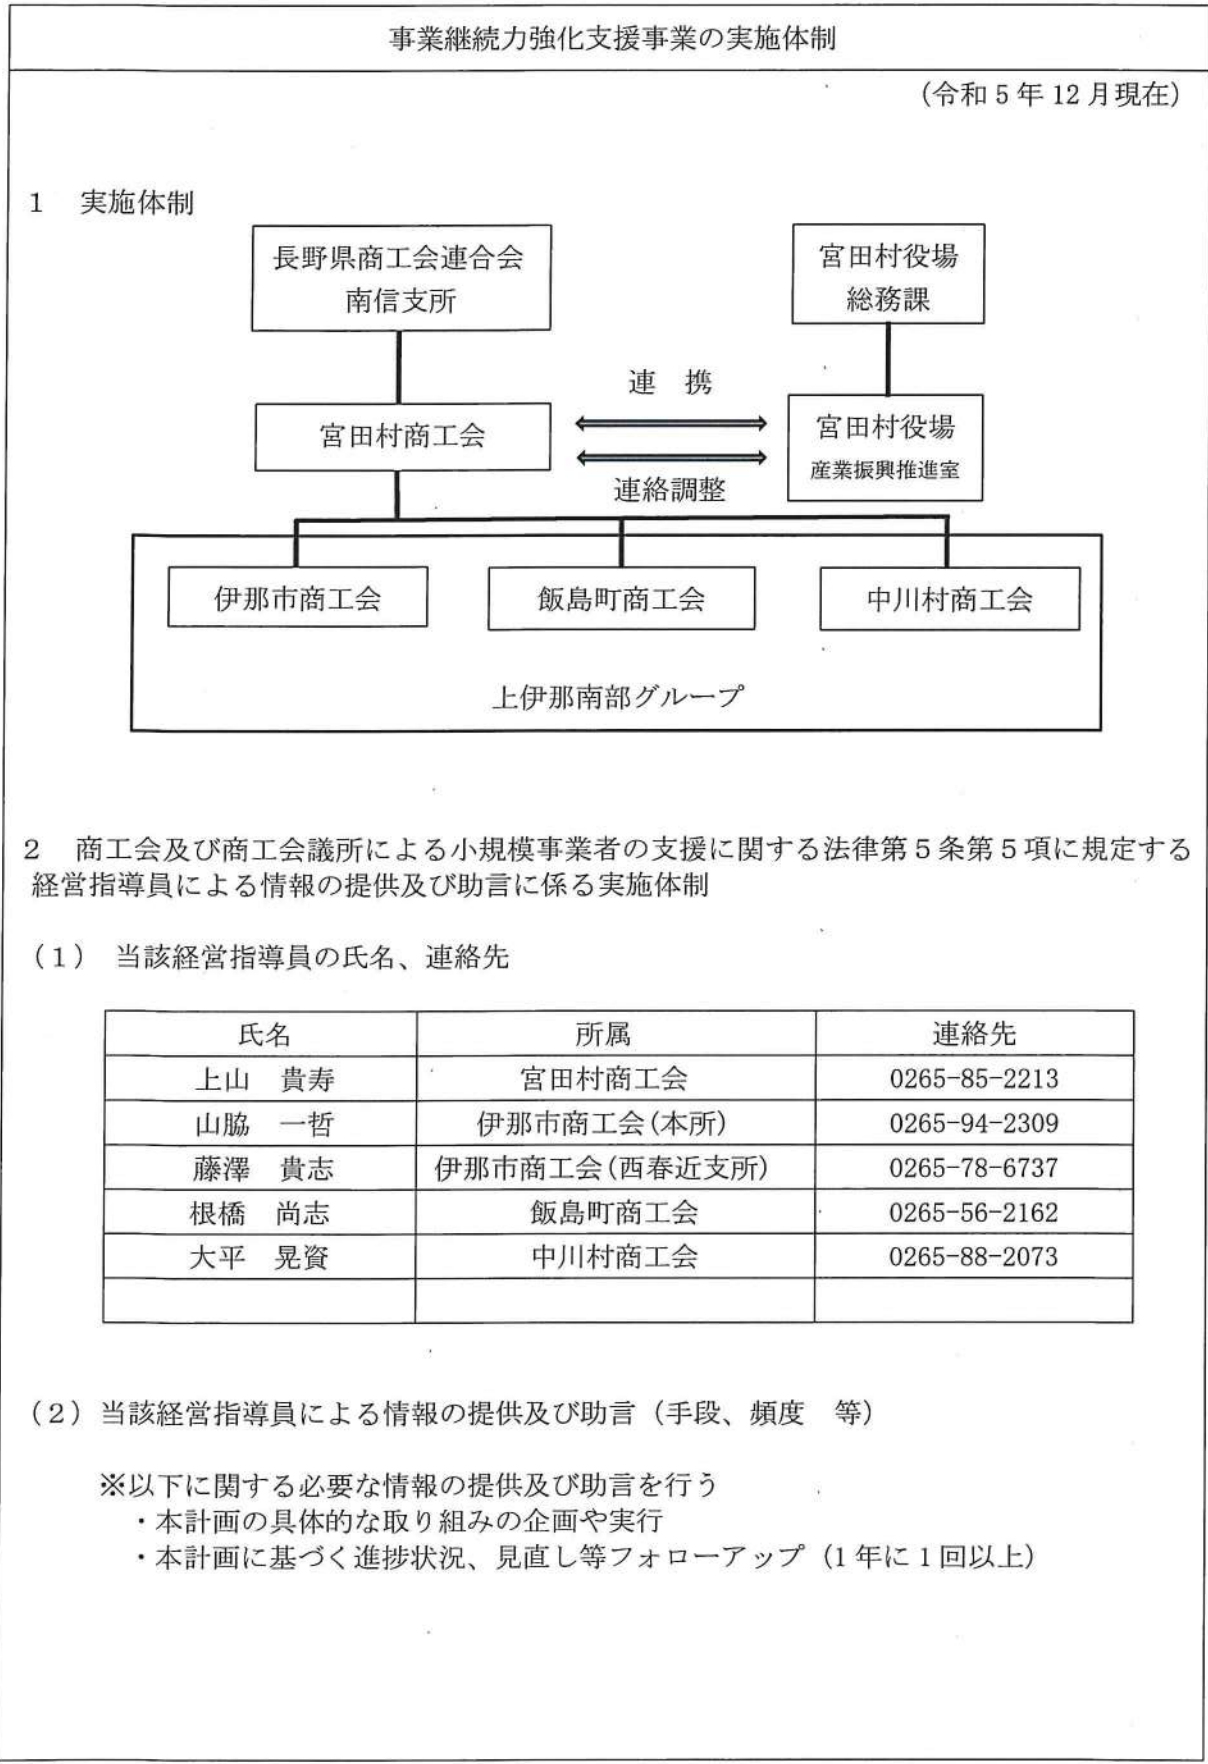 事業継続力強化支援事業の実施体制
(令和5年12月現在)
1 実施体制
長野県商工会連合会
南信支所
宮田村役場
総務課
連 携
宮田村商工会
宮田村役場
産業振興推進室
連絡調整
伊那市商工会
飯島町商工会
中川村商工会
上伊那南部グループ
2 商工会及び商工会議所による小規模事業者の支援に関する法律第5条第5項に規定する
経営指導員による情報の提供及び助言に係る実施体制
(1) 当該経営指導員の氏名、連絡先
氏名 所属 連絡先
上山 貴寿 宮田村商工会 0265-85-2213
山脇 一哲 伊那市商工会(本所) 0265-94-2309
藤澤 貴志 伊那市商工会(西春近支所) 0265-78-6737
根橋 尚志 飯島町商工会 0265-56-2162
大平 晃資 中川村商工会 0265-88-2073
(2)当該経営指導員による情報の提供及び助言(手段、頻度 等)
※以下に関する必要な情報の提供及び助言を行う
・本計画の具体的な取り組みの企画や実行
・本計画に基づく進捗状況、見直し等フォローアップ(1年に1回以上)